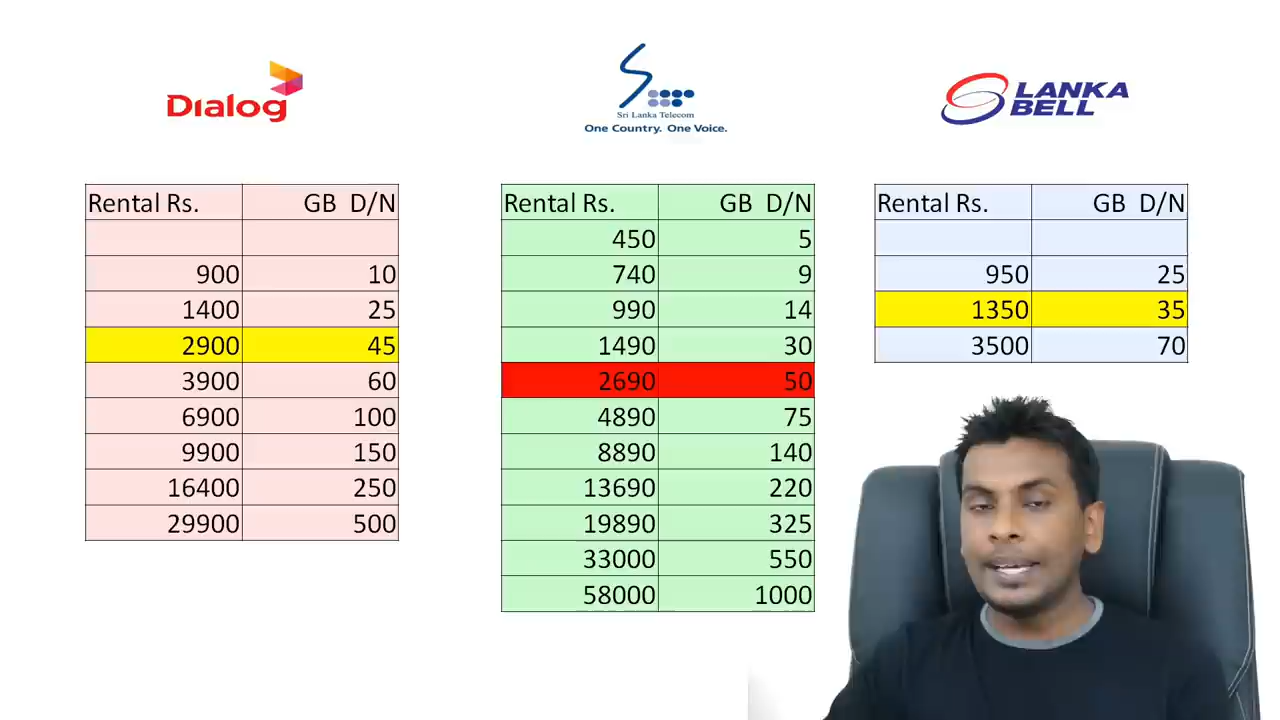 Dialog
Sri Lanka Telecom
One Country. One Voice.
LANKA
BELL
Rental Rs. GB D/N
900 10
1400 25
2900 45
3900 60
6900 100
9900 150
16400 250
29900 500
Rental Rs. GB D/N
450 5
740 9
990 14
1490 30
2690 50
4890 75
8890 140
13690 220
19890 325
33000 550
58000 1000
Rental Rs. GB D/N
950 25
1350 35
3500 70